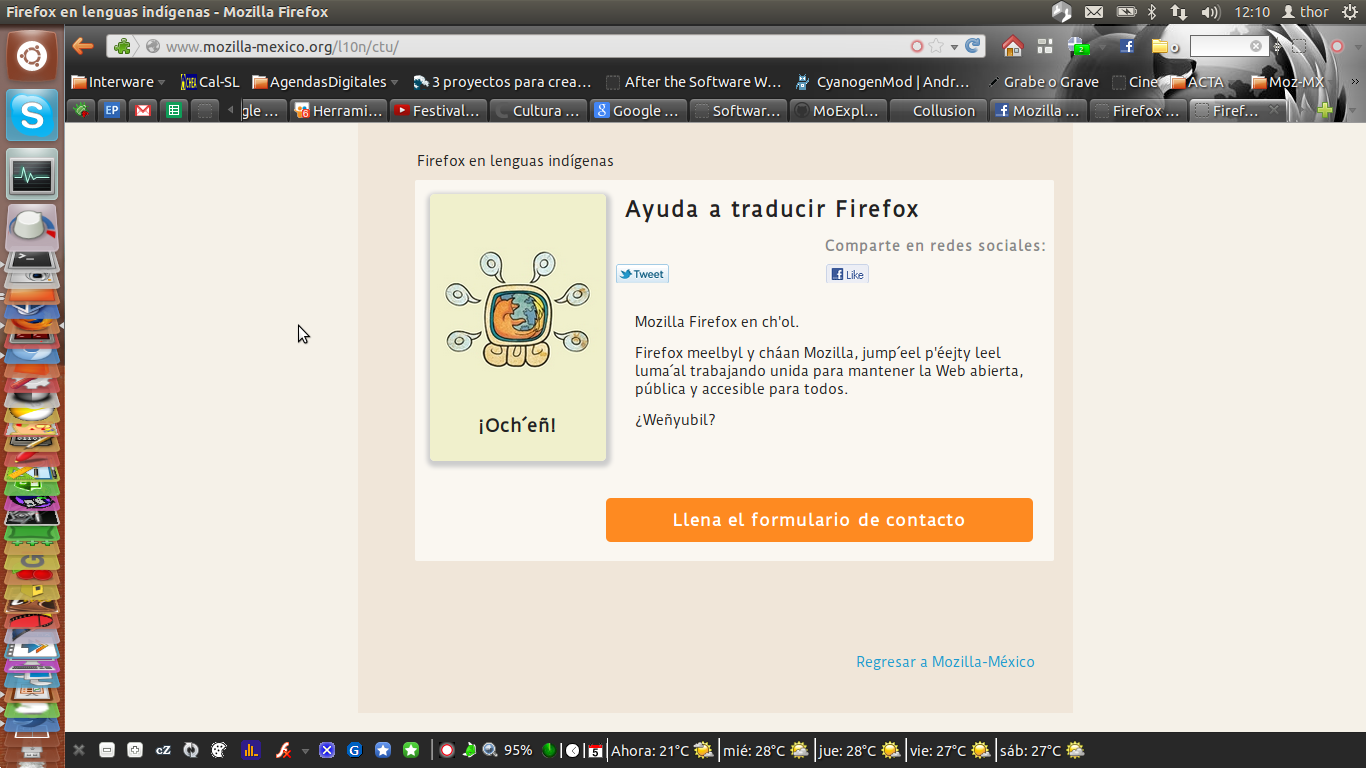 Firefox en lenguas indígenas - Mozilla Firefox
12:10
thor
www.mozilla-mexico.org/l10n/ctu/
Interware
Cal-SL
AgendasDigitales
3 proyectos para crea...
After the Software W...
CyanogenMod | Andr...
Grabe o Grave
Cine
ACTA
Moz-MX
EP
gle ...
Herrami...
Festival...
Cultura ...
Google ...
Softwar...
MoExpl...
Collusion
Mozilla ...
Firefox ...
Firef...
Firefox en lenguas indígenas
Ayuda a traducir Firefox
Comparte en redes sociales:
Tweet
Like
Mozilla Firefox en ch'ol.
Firefox meelbyl y cháan Mozilla, jump´eel p'éejty leel
luma´al trabajando unida para mantener la Web abierta,
pública y accesible para todos.
¿Weñyubil?
¡Och´eñ!
Llena el formulario de contacto
Regresar a Mozilla-México
cZ
95%
5
Ahora: 21°C
mié: 28°C
jue: 28°C
vie: 27°C
sáb: 27°C